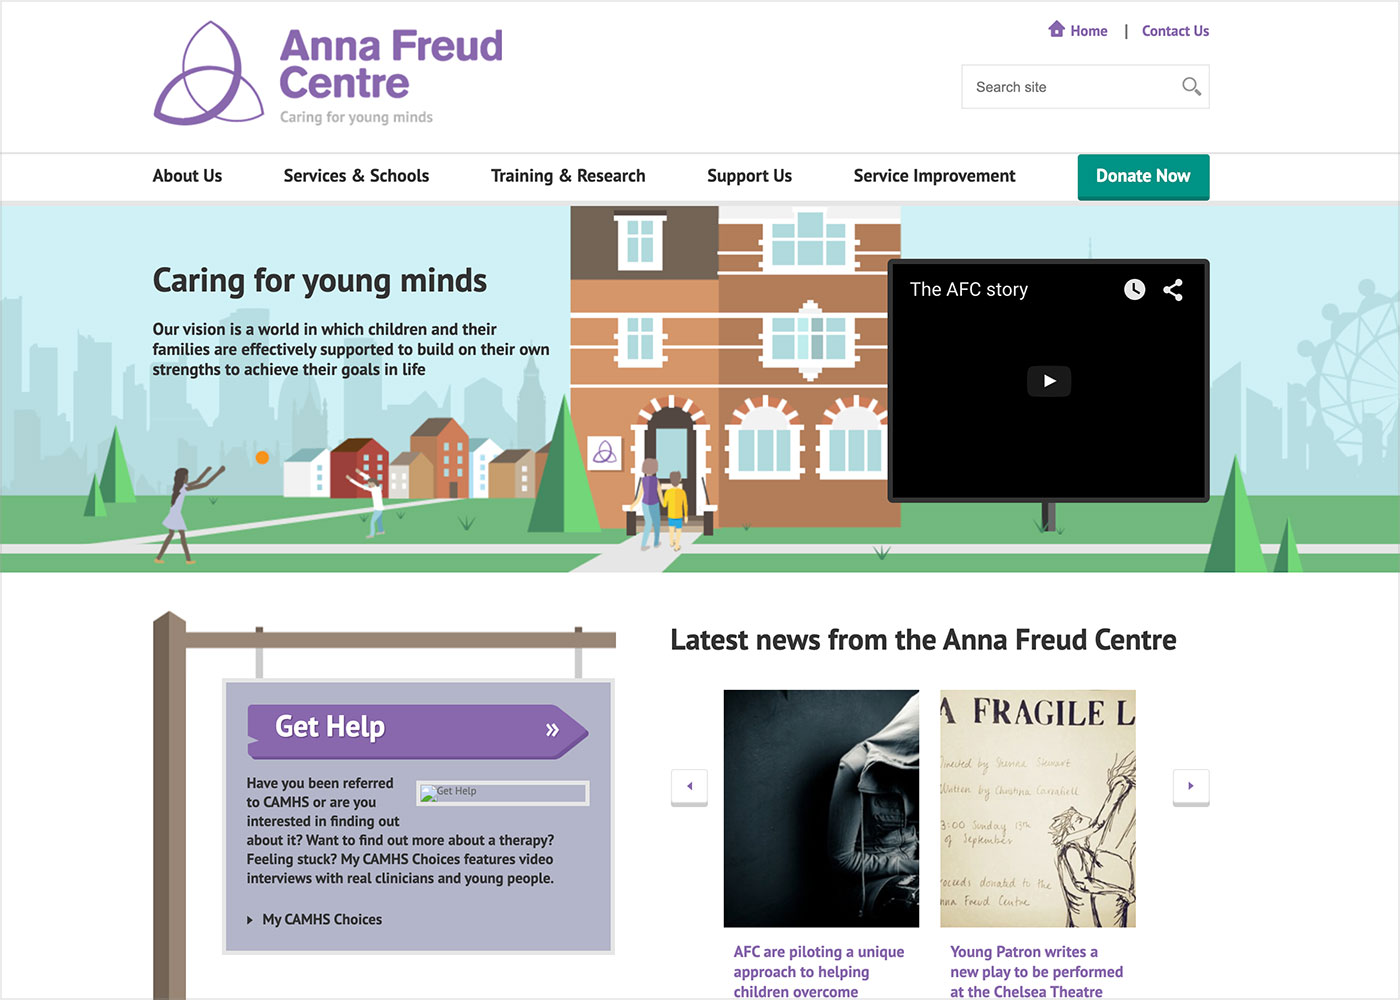 Anna Freud
Centre
Caring for young minds
Home | Contact Us
Search site
About Us
Services & Schools
Training & Research
Support Us
Service Improvement
Donate Now
Caring for young minds
Our vision is a world in which children and their
families are effectively supported to build on their own
strengths to achieve their goals in life
The AFC story
Get Help »
Have you been referred
to CAMHS or are you
interested in finding out
about it? Want to find out more about a therapy?
Feeling stuck? My CAMHS Choices features video
interviews with real clinicians and young people.
Get Help
My CAMHS Choices
Latest news from the Anna Freud Centre
A FRAGILE L
Directed by Shanna Stewart
Written by Christina
3:00 Sunday 13th
of September
roceeds donated to the
nna Freud Centre
AFC are piloting a unique
approach to helping
children overcome
Young Patron writes a
new play to be performed
at the Chelsea Theatre